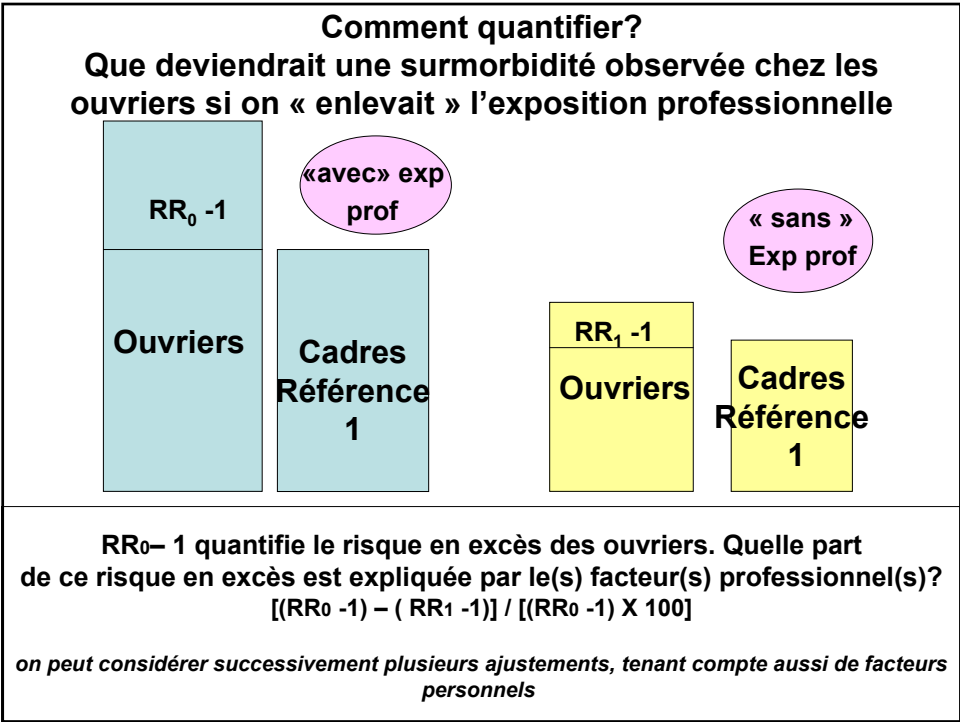 Comment quantifier?
Que deviendrait une surmorbidité observée chez les
ouvriers si on « enlevait » l’exposition professionnelle
RR0 -1
«avec» exp
prof
Ouvriers
Cadres
Référence
1
« sans »
Exp prof
RR1 -1
Ouvriers
Cadres
Référence
1
RR0– 1 quantifie le risque en excès des ouvriers. Quelle part
de ce risque en excès est expliquée par le(s) facteur(s) professionnel(s)?
[(RR0 -1) – ( RR1 -1)] / [(RR0 -1) X 100]
on peut considérer successivement plusieurs ajustements, tenant compte aussi de facteurs
personnels